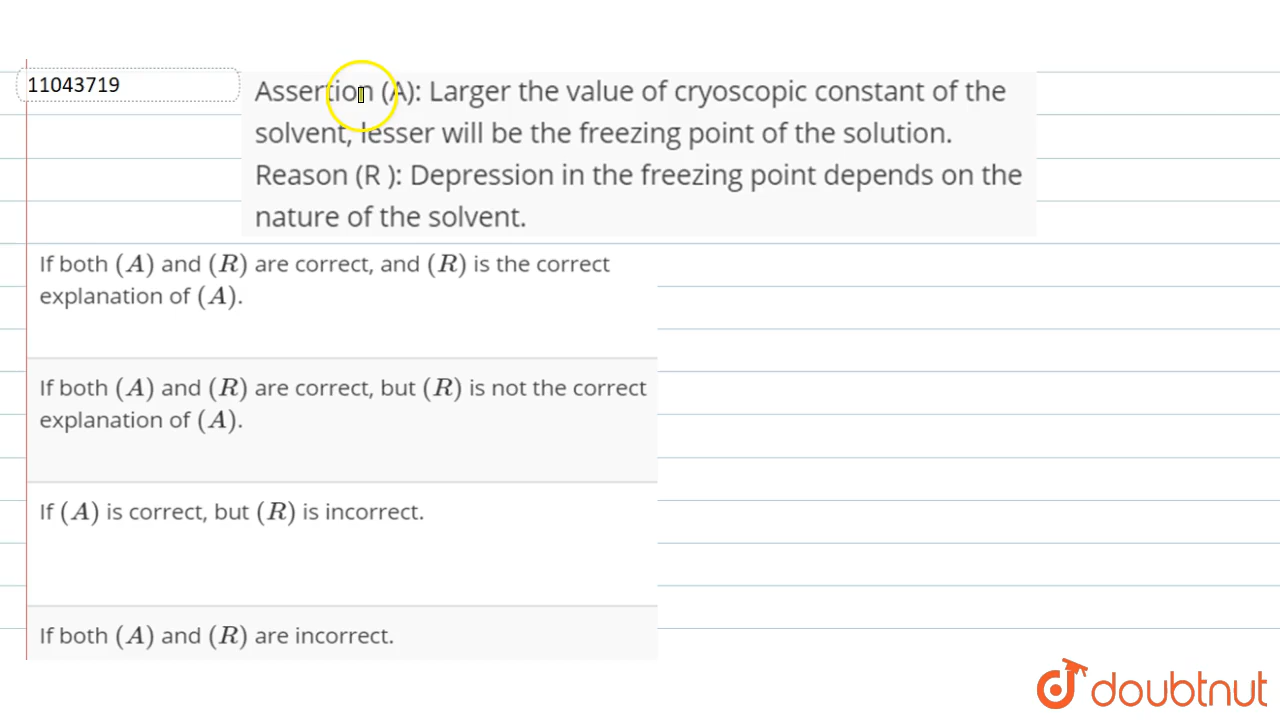 11043719
Assertion (A): Larger the value of cryoscopic constant of the
solvent, lesser will be the freezing point of the solution.
Reason (R ): Depression in the freezing point depends on the
nature of the solvent.
If both (A) and (R) are correct, and (R) is the correct
explanation of (A).
If both (A) and (R) are correct, but (R) is not the correct
explanation of (A).
If (A) is correct, but (R) is incorrect.
If both (A) and (R) are incorrect.
doubtnut